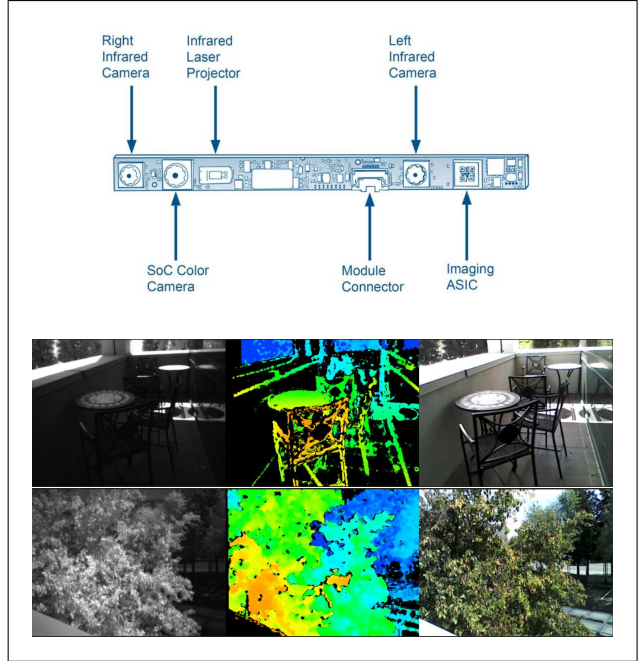 Right
Infrared
Camera
Infrared
Laser
Projector
Left
Infrared
Camera
SoC Color
Camera
Module
Connector
Imaging
ASIC